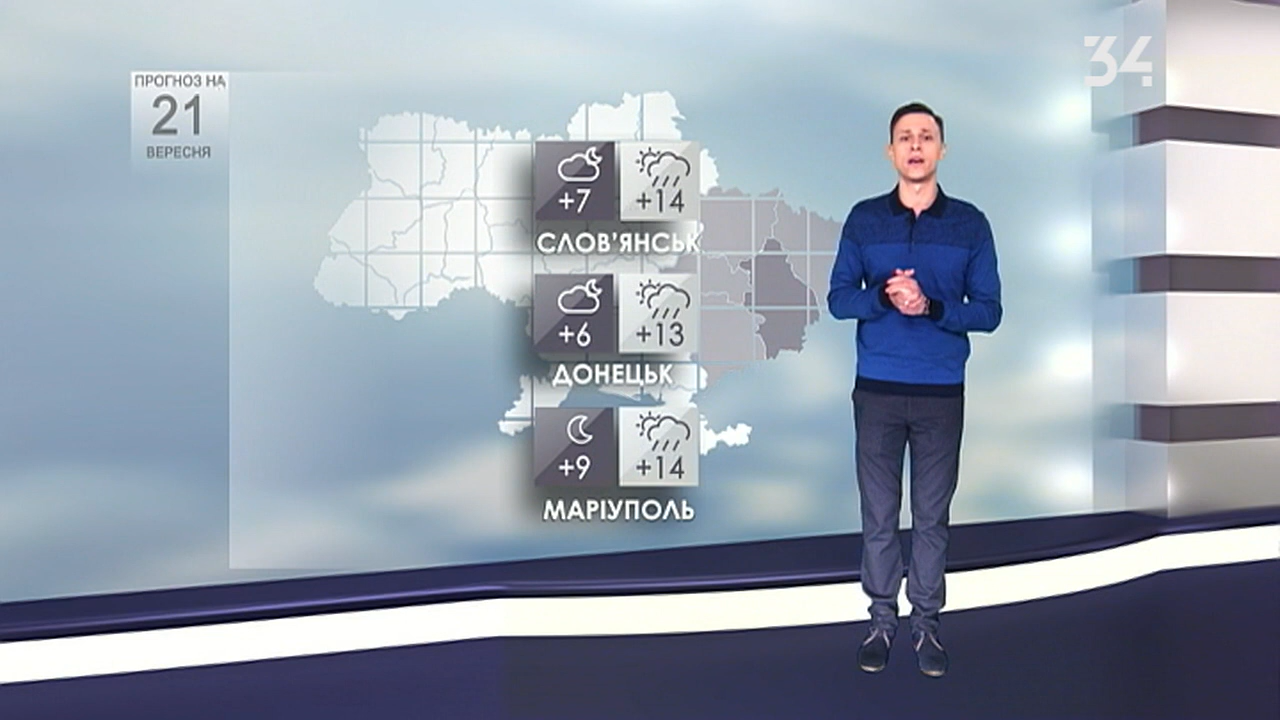 ПРОГНОЗ НА
21
ВЕРЕСНЯ
34
+7 +14
СЛОВ'ЯНСЬК
+6 +13
ДОНЕЦЬК
+9 +14
МАРІУПОЛЬ